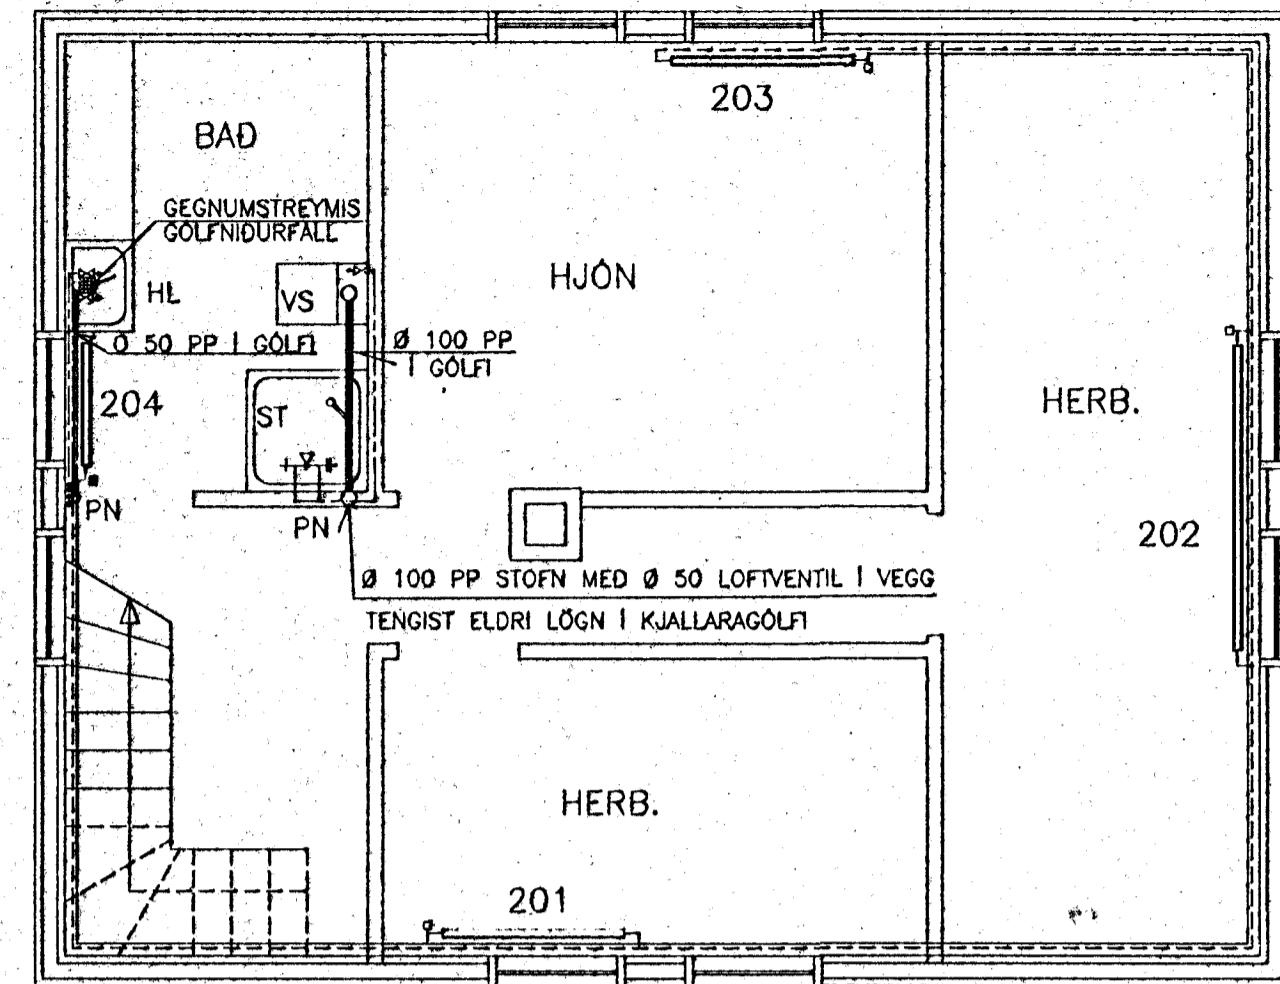 203
BAÐ
GEGNUMSTREYMIS
GÓLFNIÐURFALL
HJÓN
HL
VS
Ø 50 PP Í GÓLFI
Ø 100 PP
Í GÓLFI
204
ST
HERB.
PN
PN
202
Ø 100 PP STOFN MEÐ Ø 50 LOFTVENTIL Í VEGG
TENGIST ELDRI LÖGN Í KJALLARAGÓLFI
HERB.
201